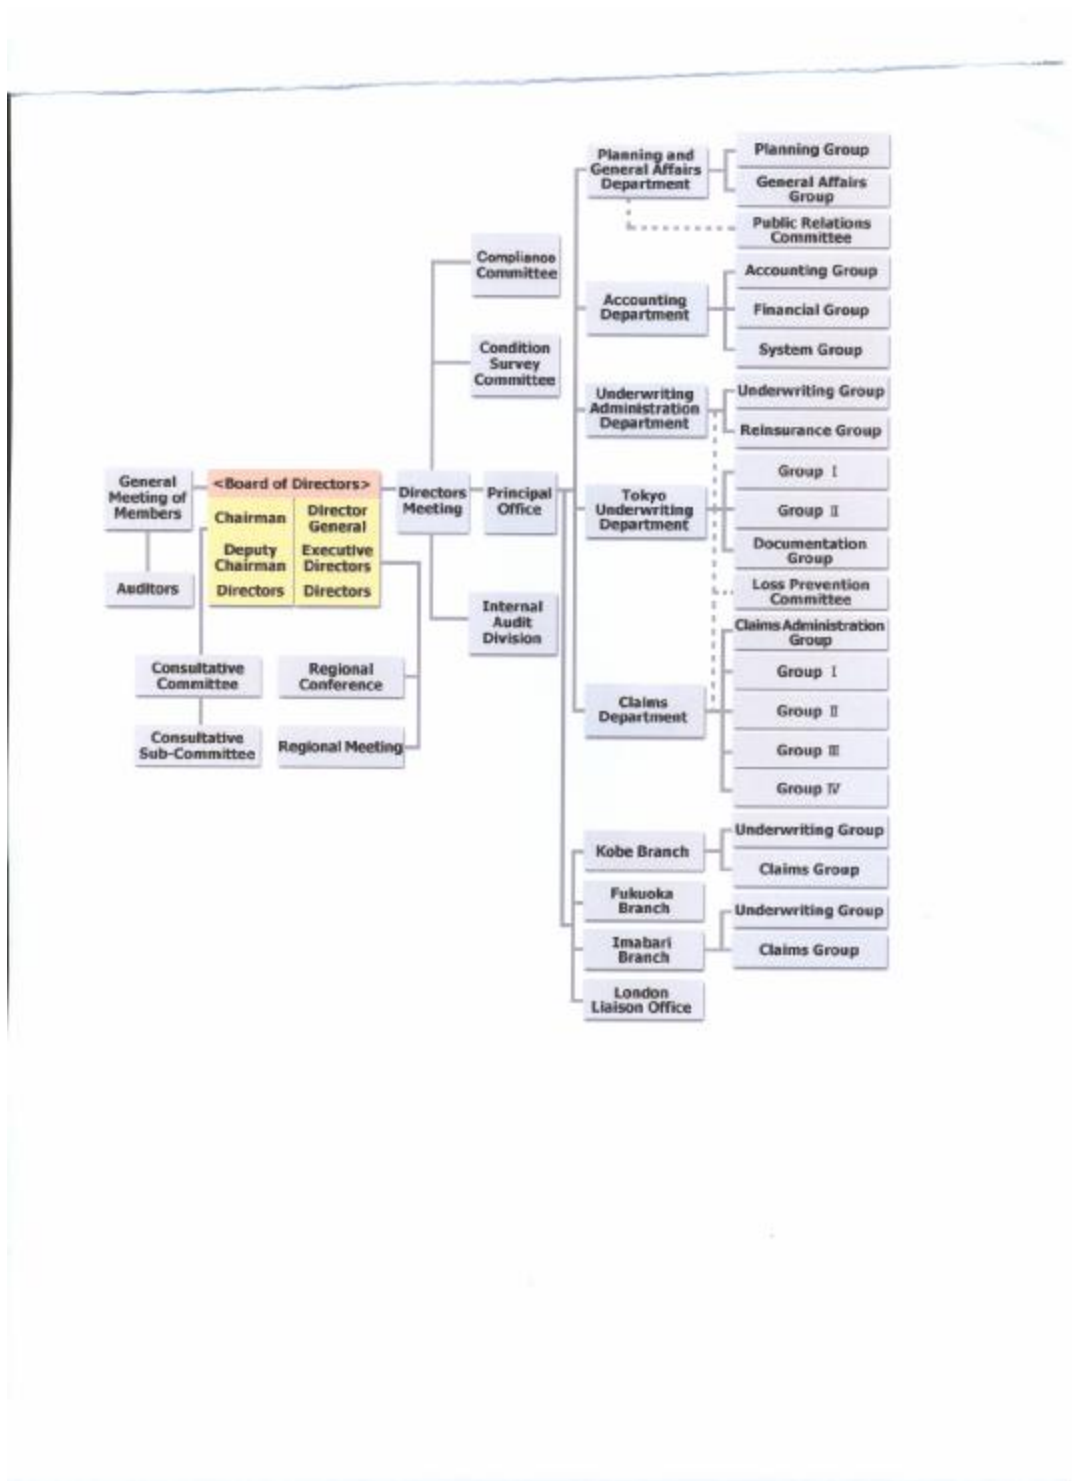 Planning and
General Affairs
Department
Planning Group
General Affairs
Group
Public Relations
Committee
Compliance
Committee
Accounting
Department
Accounting Group
Financial Group
System Group
Condition
Survey
Committee
Underwriting
Administration
Department
Underwriting Group
Reinsurance Group
General
Meeting of
Members
Auditors
<Board of Directors>
Chairman
Director
General
Deputy
Chairman
Executive
Directors
Directors
Directors
Directors
Meeting
Principal
Office
Tokyo
Underwriting
Department
Group Ⅰ
Group Ⅱ
Documentation
Group
Loss Prevention
Committee
Internal
Audit
Division
Consultative
Committee
Consultative
Sub-Committee
Regional
Conference
Regional Meeting
Claims
Department
Claims Administration
Group
Group Ⅰ
Group Ⅱ
Group Ⅲ
Group Ⅳ
Kobe Branch
Underwriting Group
Claims Group
Fukuoka
Branch
Imabari
Branch
Underwriting Group
Claims Group
London
Liaison Office